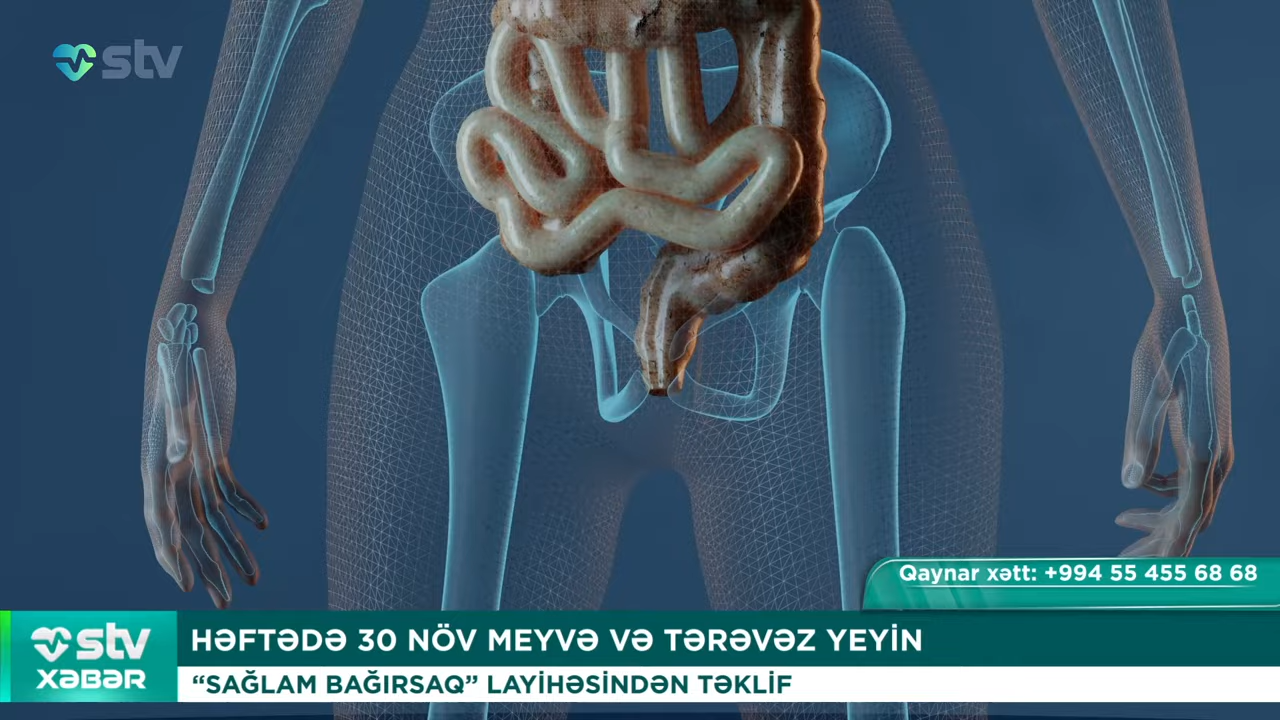 stv
Qaynar xətt: +994 55 455 68 68
stv
XƏBƏR
HƏFTƏDƏ 30 NÖV MEYVƏ VƏ TƏRƏVƏZ YEYİN
“SAĞLAM BAĞIRSAQ” LAYİHƏSİNDƏN TƏKLİF